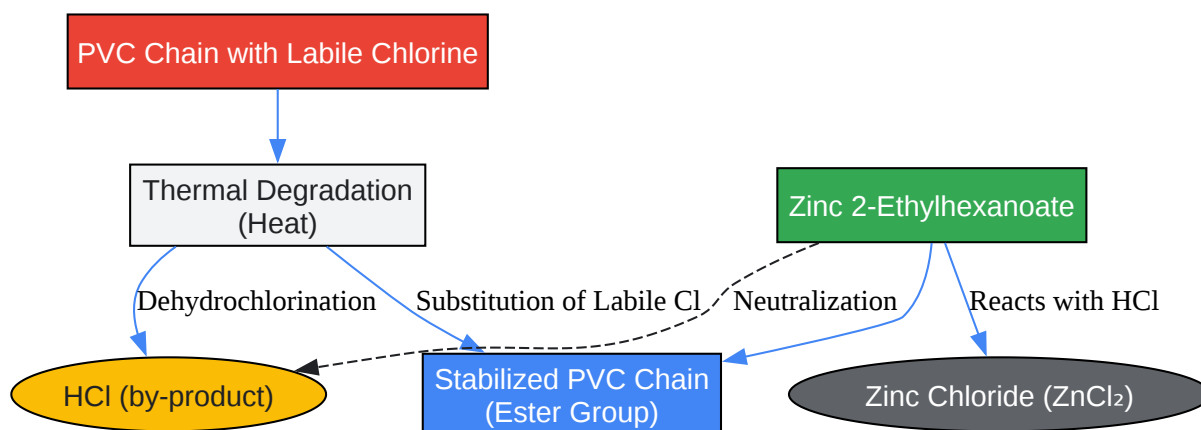 PVC Chain with Labile Chlorine
Thermal Degradation
(Heat)
Zinc 2-Ethylhexanoate
Dehydrochlorination
Substitution of Labile Cl
Neutralization
Reacts with HCl
HCl (by-product)
Stabilized PVC Chain
(Ester Group)
Zinc Chloride (ZnCl₂)